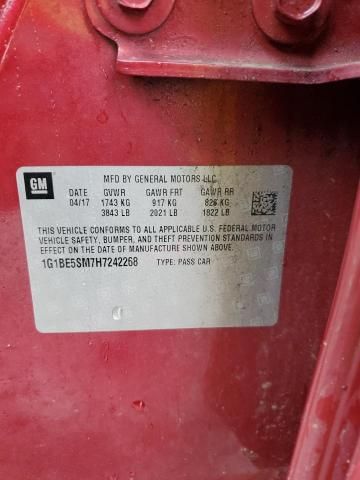 GM
MFD BY GENERAL MOTORS LLC
DATE GVWR GAWR FRT GAWR RR
04/17 1743 KG 917 KG 826 KG
3843 LB 2021 LB 1822 LB
THIS VEHICLE CONFORMS TO ALL APPLICABLE U.S. FEDERAL MOTOR
VEHICLE SAFETY, BUMPER, AND THEFT PREVENTION STANDARDS IN
EFFECT ON THE DATE OF MANUFACTURE SHOWN ABOVE.
1G1BE5SM7H7242268 TYPE: PASS CAR